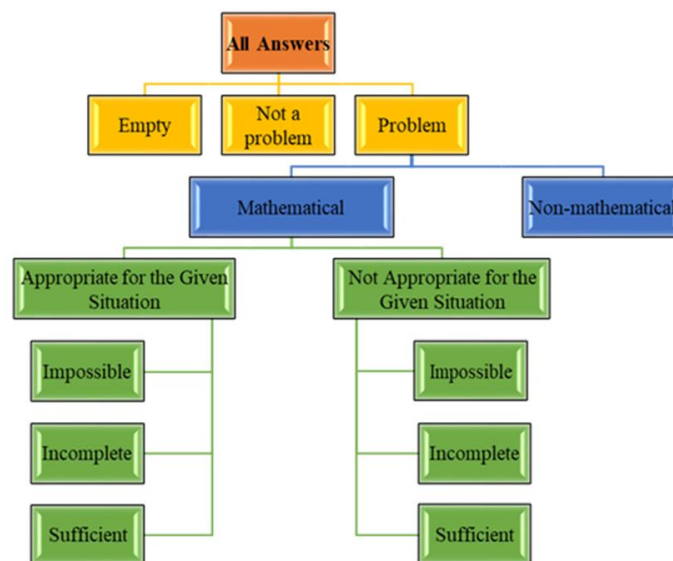 All Answers
Empty
Not a
problem
Problem
Mathematical
Non-mathematical
Appropriate for the Given
Situation
Not Appropriate for the
Given Situation
Impossible
Impossible
Incomplete
Incomplete
Sufficient
Sufficient